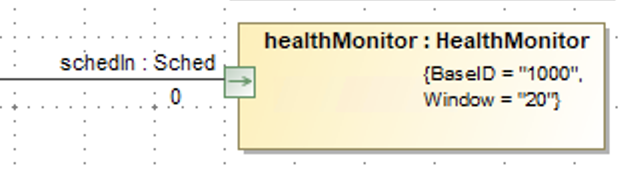 healthMonitor : HealthMonitor
schedIn : Sched
{BaseID = "1000",
0
Window = "20"}